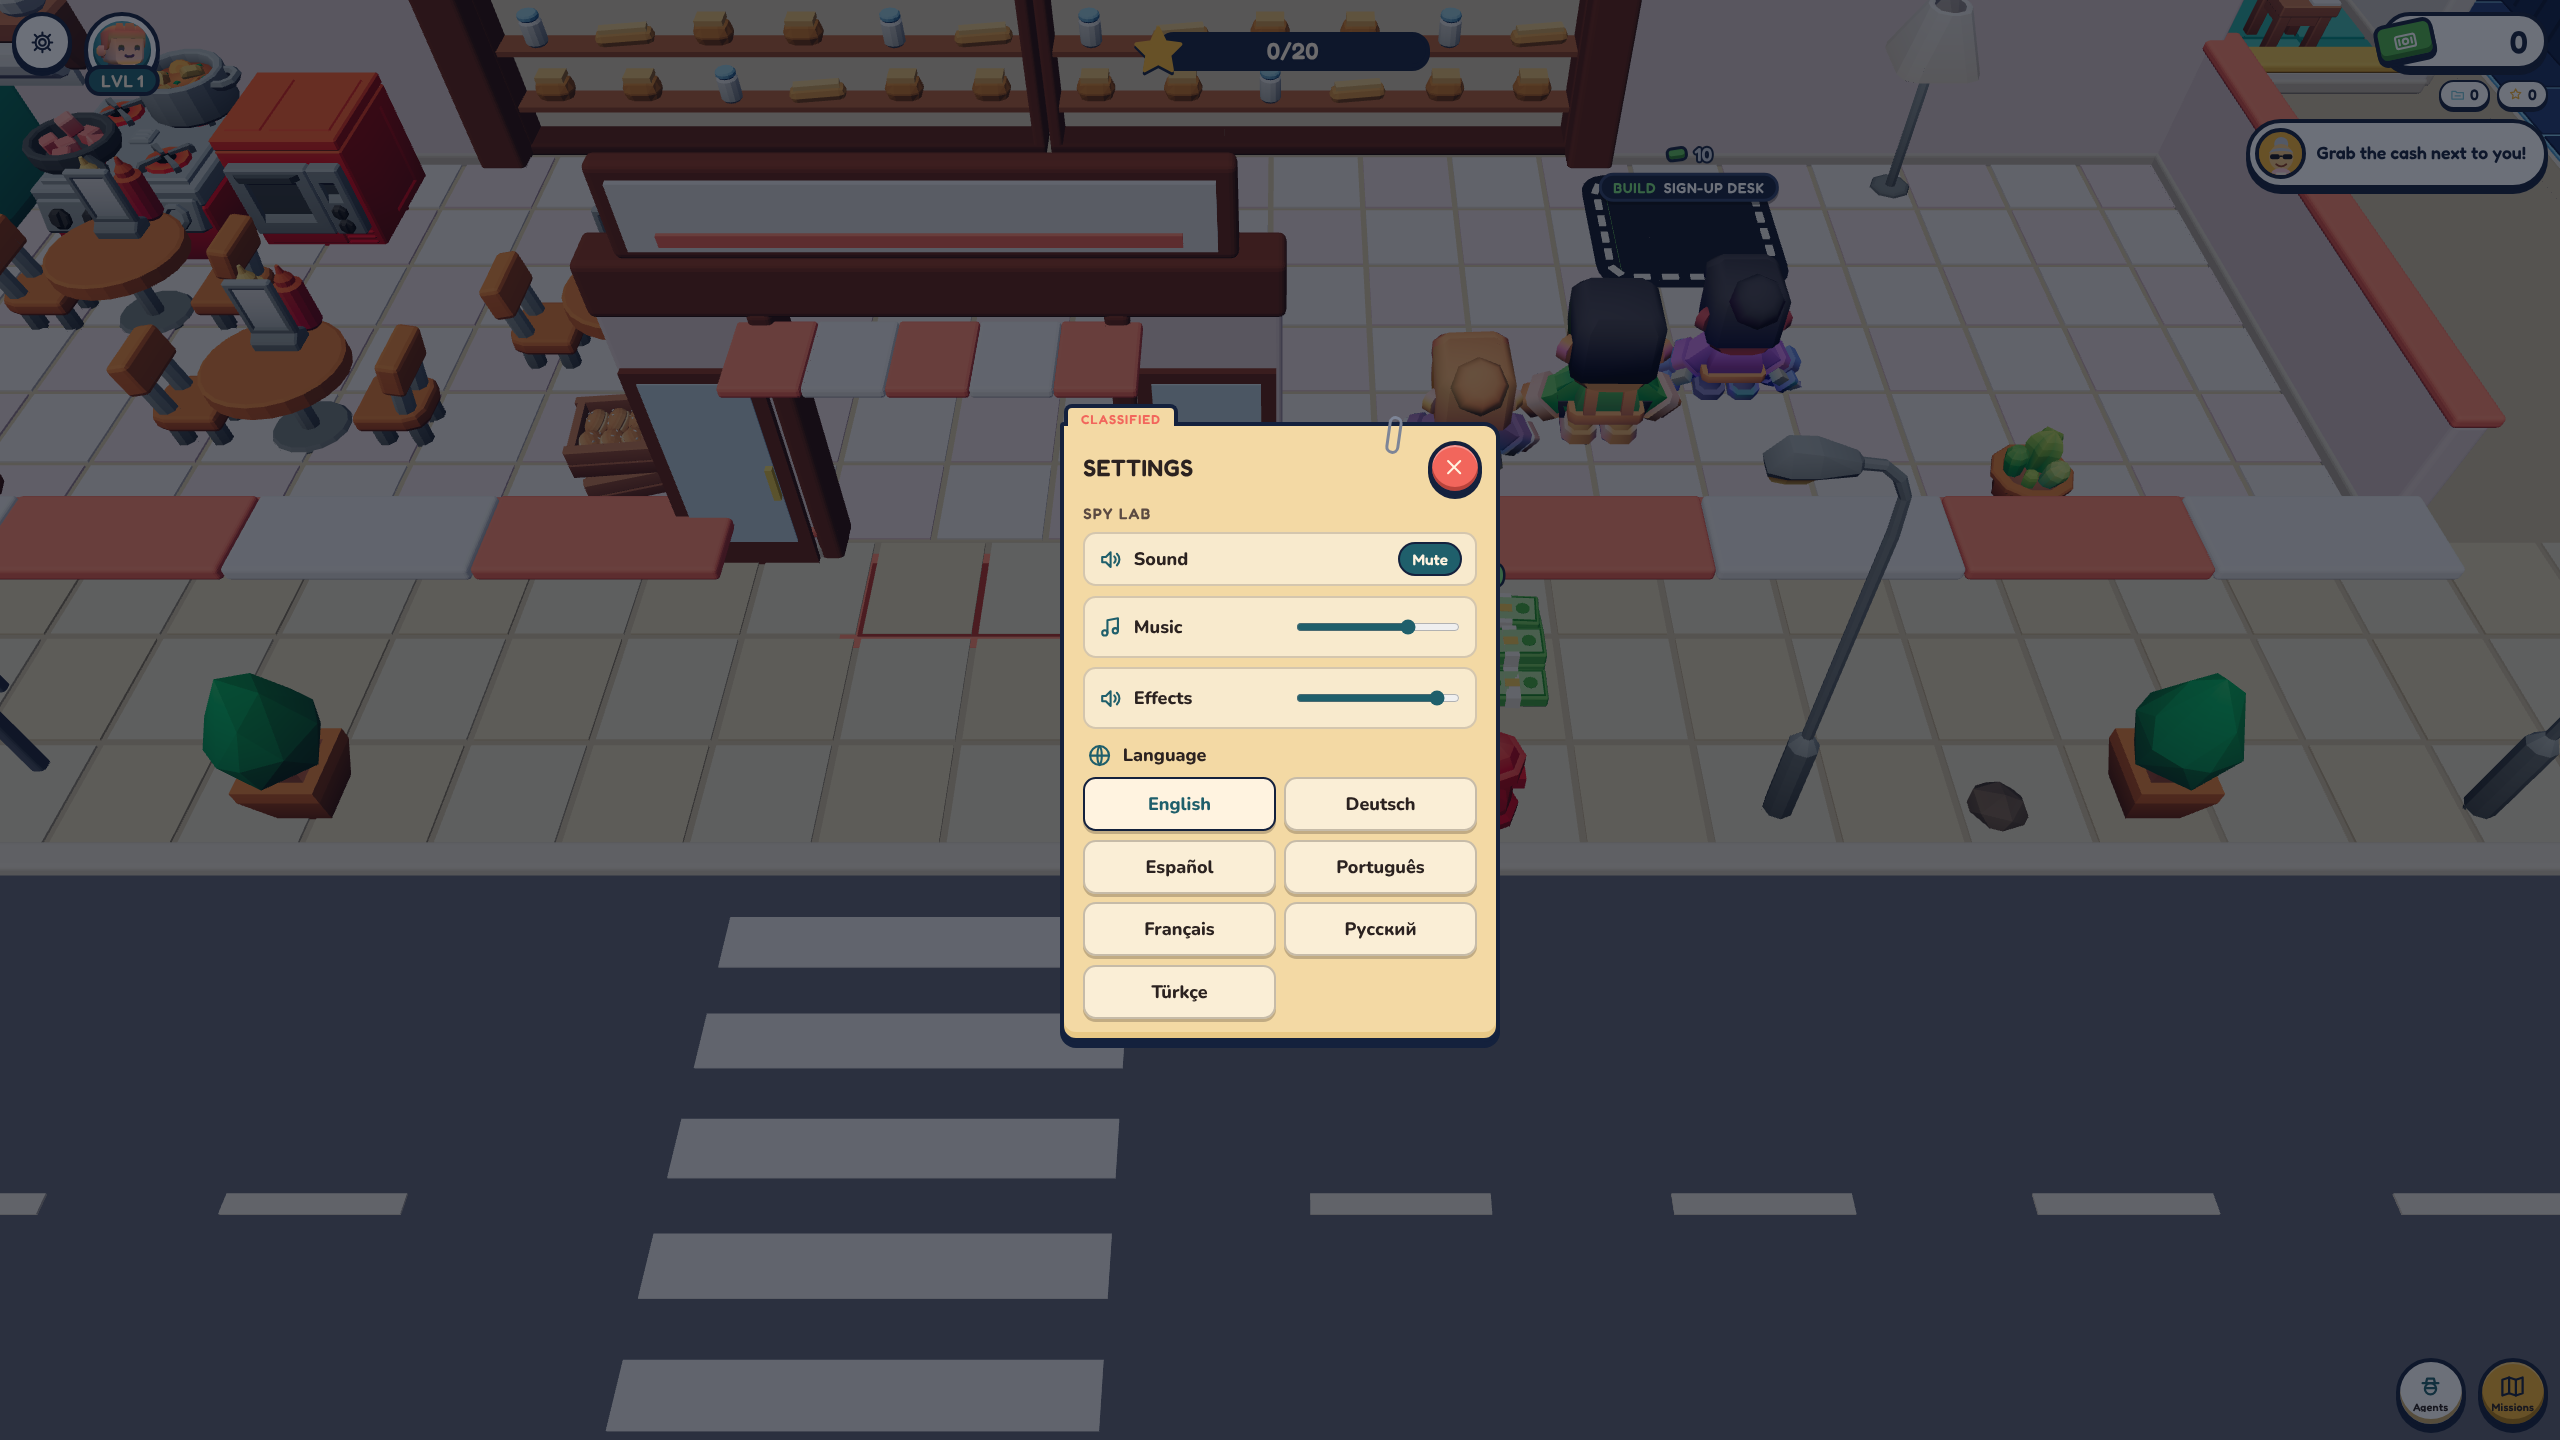 LVL 1
0/20
0
0
0
Grab the cash next to you!
10
BUILD SIGN-UP DESK
CLASSIFIED
SETTINGS
SPY LAB
Sound
Mute
Music
Effects
Language
English
Deutsch
Español
Português
Français
Русский
Türkçe
Agents
Missions